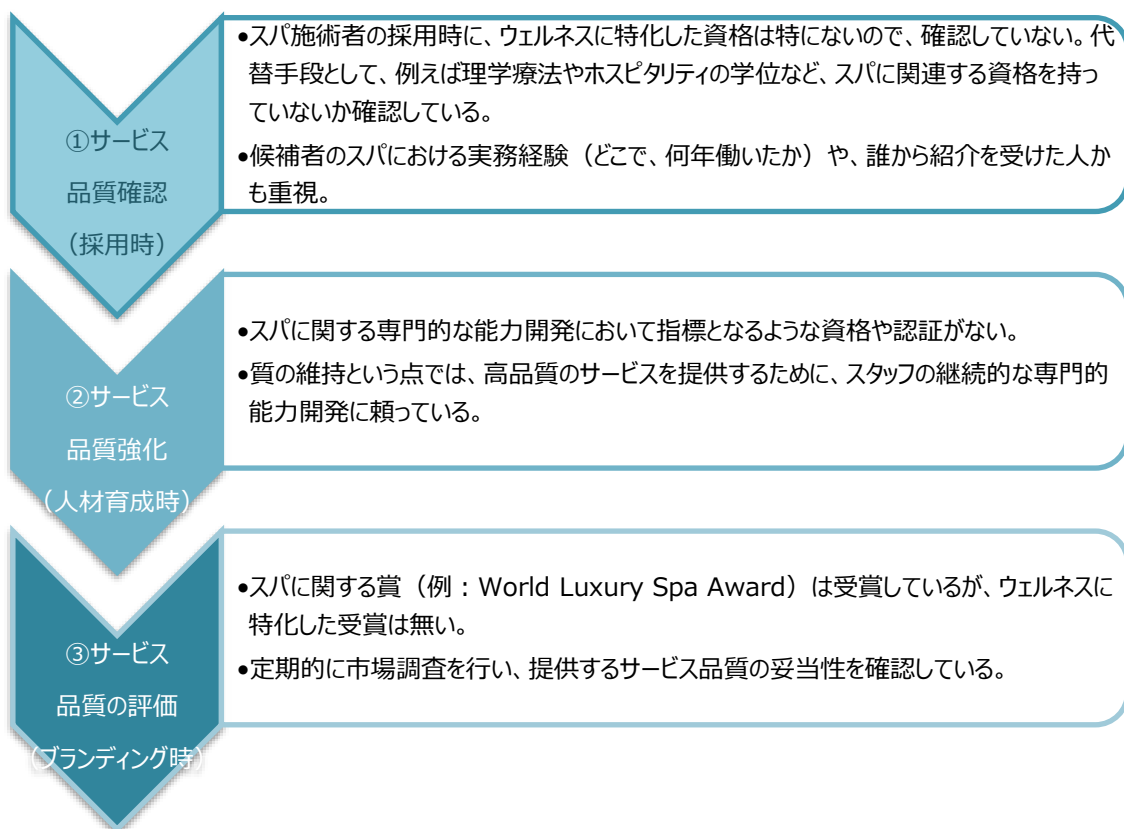 ①サービス
品質確認
（採用時）
•スパ施術者の採用時に、ウェルネスに特化した資格は特にないので、確認していない。代
替手段として、例えば理学療法やホスピタリティの学位など、スパに関連する資格を持っ
ていないか確認している。
•候補者のスパにおける実務経験（どこで、何年働いたか）や、誰から紹介を受けた人か
も重視。
②サービス
品質強化
（人材育成時）
•スパに関する専門的な能力開発において指標となるような資格や認証がない。
•質の維持という点では、高品質のサービスを提供するために、スタッフの継続的な専門的
能力開発に頼っている。
③サービス
品質の評価
（ブランディング時）
•スパに関する賞（例：World Luxury Spa Award）は受賞しているが、ウェルネスに
特化した受賞は無い。
•定期的に市場調査を行い、提供するサービス品質の妥当性を確認している。